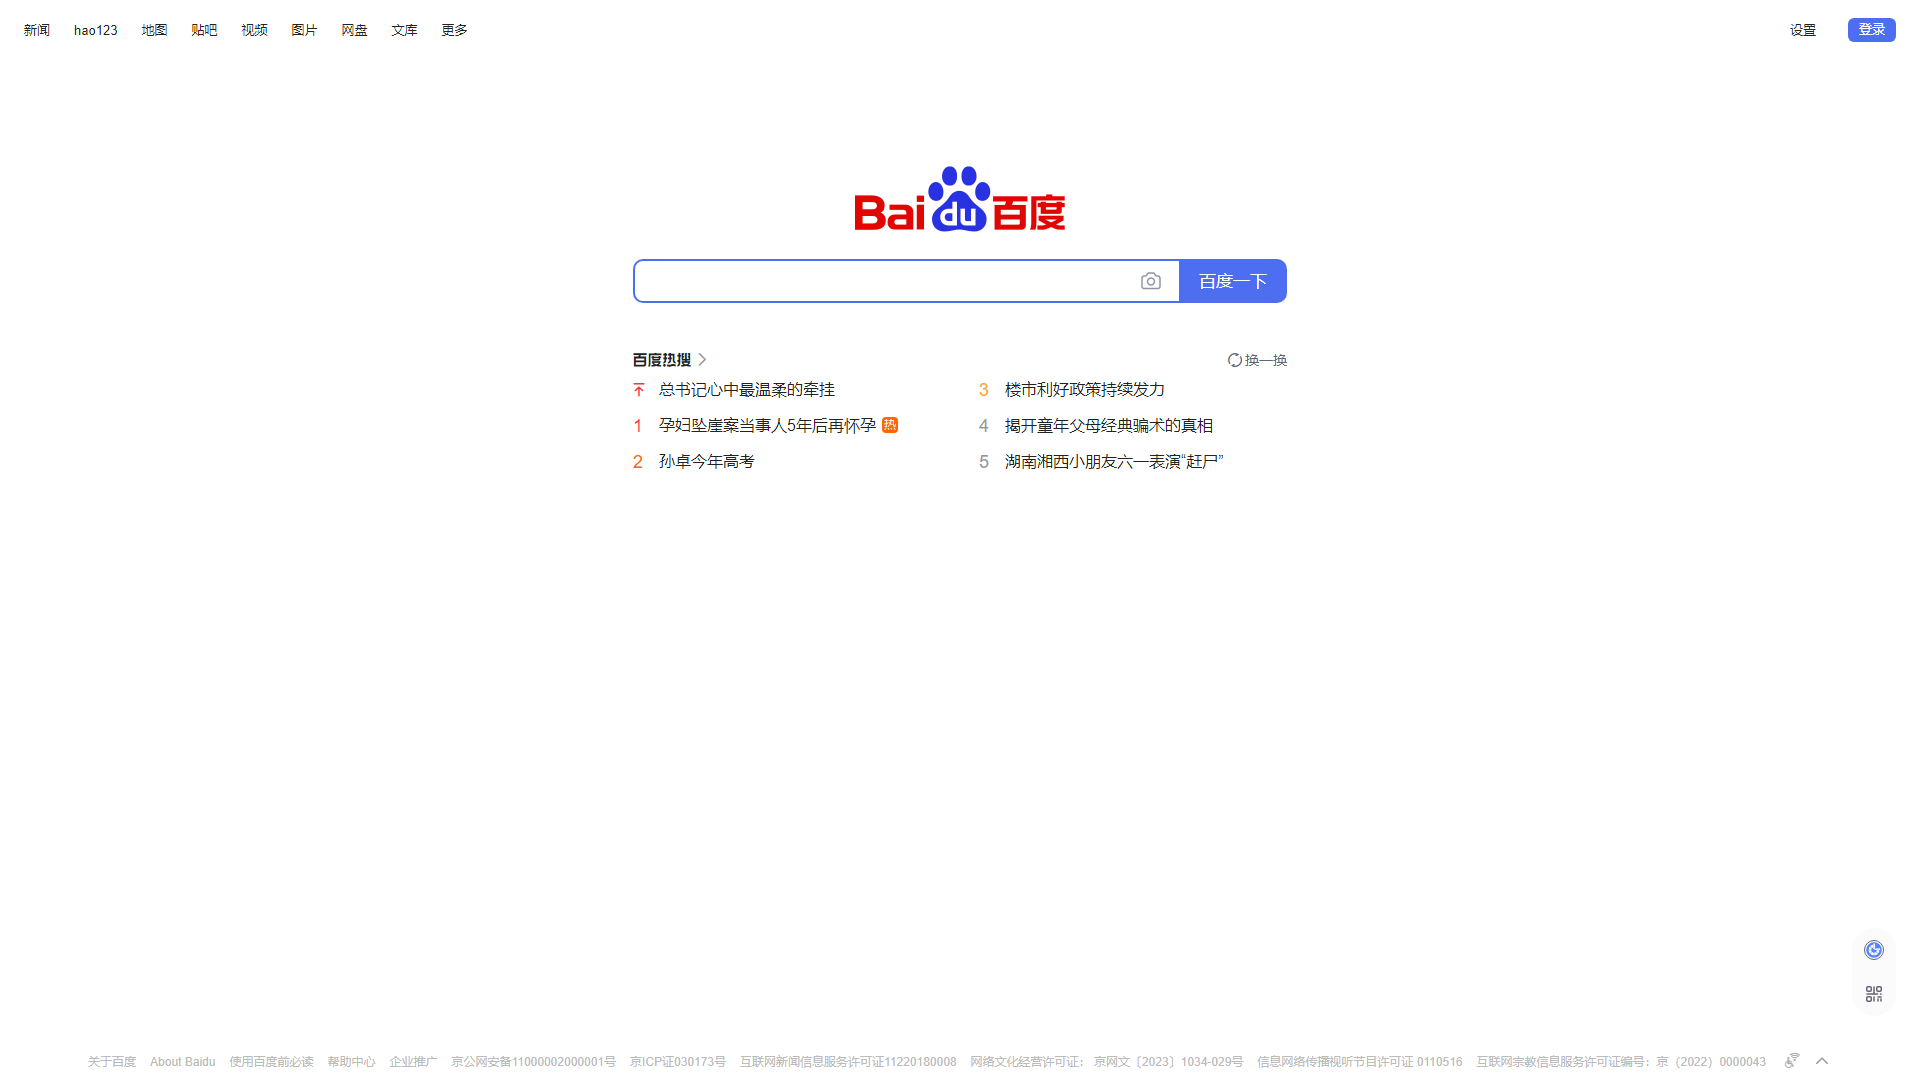 新闻 hao123 地图 贴吧 视频 图片 网盘 文库 更多 设置 登录
Bai du 百度
百度一下
百度热搜 换一换
总书记心中最温柔的牵挂
1 孕妇坠崖案当事人5年后再怀孕 热
2 孙卓今年高考
3 楼市利好政策持续发力
4 揭开童年父母经典骗术的真相
5 湖南湘西小朋友六一表演“赶尸”
关于百度 About Baidu 使用百度前必读 帮助中心 企业推广 京公网安备11000002000001号 京ICP证030173号 互联网新闻信息服务许可证11220180008 网络文化经营许可证： 京网文〔2023〕1034-029号 信息网络传播视听节目许可证 0110516 互联网宗教信息服务许可证编号：京（2022）0000043